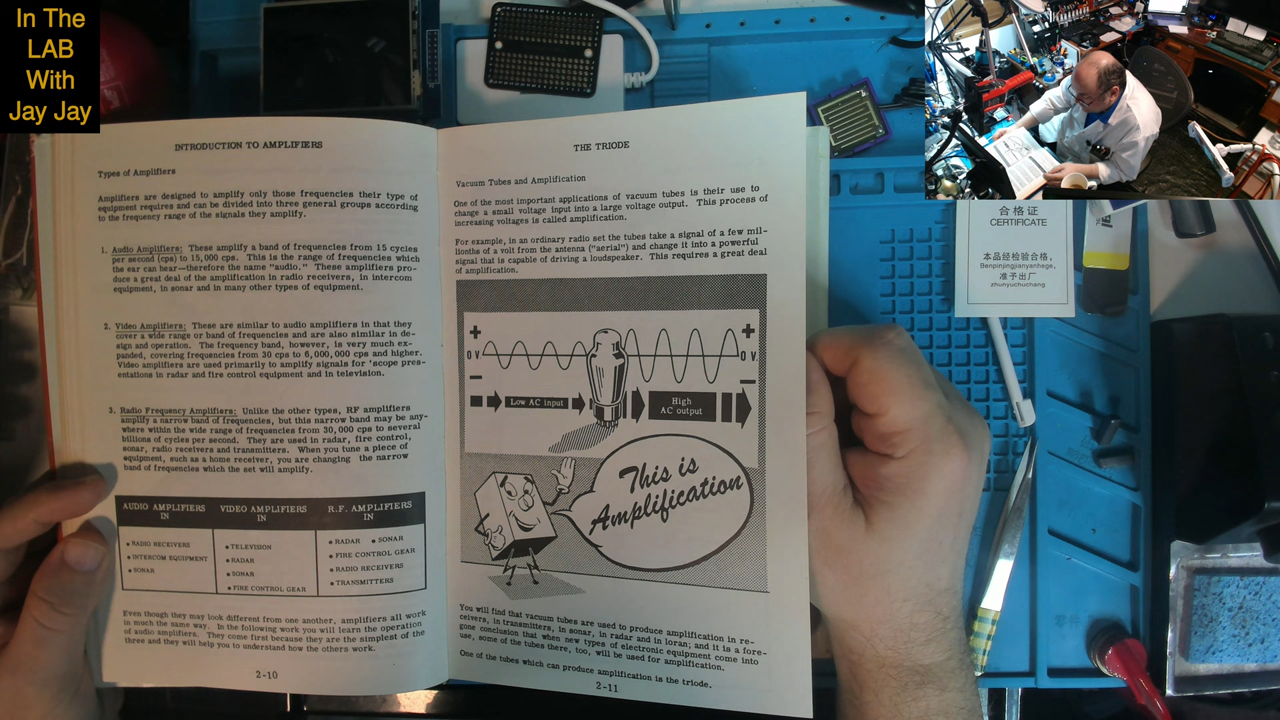 In The
LAB
With
Jay Jay
合格证
CERTIFICATE
本品经检验合格,
Benpinjingjianyanhage,
准予出厂
zhunyuchuchang
INTRODUCTION TO AMPLIFIERS
Types of Amplifiers
Amplifiers are designed to amplify only those frequencies their type of
equipment requires and can be divided into three general groups according
to the frequency range of the signals they amplify.
1. Audio Amplifiers: These amplify a band of frequencies from 15 cycles
per second (cps) to 15,000 cps. This is the range of frequencies which
the ear can hear—therefore the name "audio." These amplifiers pro-
duce a great deal of the amplification in radio receivers, in intercom
equipment, in sonar and in many other types of equipment.
2. Video Amplifiers: These are similar to audio amplifiers in that they
cover a wide range or band of frequencies and are also similar in de-
sign and operation. The frequency band, however, is very much ex-
panded, covering frequencies from 30 cps to 6,000,000 cps and higher.
Video amplifiers are used primarily to amplify signals for 'scope pres-
entations in radar and fire control equipment and in television.
3. Radio Frequency Amplifiers: Unlike the other types, RF amplifiers
amplify a narrow band of frequencies, but this narrow band may be any-
where within the wide range of frequencies from 30,000 cps to several
billions of cycles per second. They are used in radar, fire control,
sonar, radio receivers and transmitters. When you tune a piece of
equipment, such as a home receiver, you are changing the narrow
band of frequencies which the set will amplify.
AUDIO AMPLIFIERS
IN
• RADIO RECEIVERS
• INTERCOM EQUIPMENT
• SONAR
VIDEO AMPLIFIERS
IN
• TELEVISION
• RADAR
• SONAR
• FIRE CONTROL GEAR
R.F. AMPLIFIERS
IN
• RADAR • SONAR
• FIRE CONTROL GEAR
• RADIO RECEIVERS
• TRANSMITTERS
Even though they may look different from one another, amplifiers all work
in much the same way. In the following work you will learn the operation
of audio amplifiers. They come first because they are the simplest of the
three and they will help you to understand how the others work.
2-10
THE TRIODE
Vacuum Tubes and Amplification
One of the most important applications of vacuum tubes is their use to
change a small voltage input into a large voltage output. This process of
increasing voltages is called amplification.
For example, in an ordinary radio set the tubes take a signal of a few mil-
lionths of a volt from the antenna ("aerial") and change it into a powerful
signal that is capable of driving a loudspeaker. This requires a great deal
of amplification.
+ +
0 V. 0 V.
− −
Low AC input
High
AC output
This is
Amplification
You will find that vacuum tubes are used to produce amplification in re-
ceivers, in transmitters, in sonar, in radar and in loran; and it is a fore-
gone conclusion that when new types of electronic equipment come into
use, some of the tubes there, too, will be used for amplification.
One of the tubes which can produce amplification is the triode.
2-11